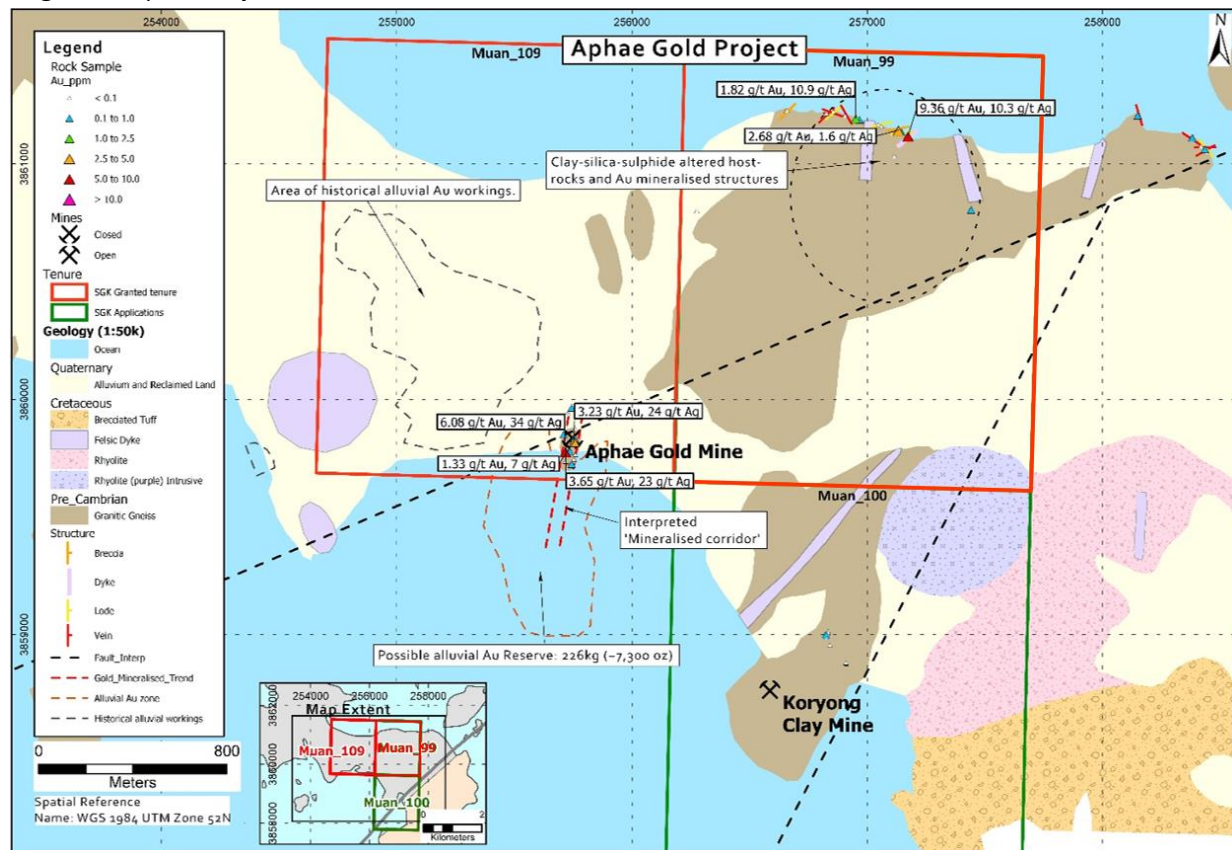 254000
255000
256000
257000
258000
N
Aphae Gold Project
Muan_109
Muan_99
Legend
Rock Sample
Au_ppm
< 0.1
0.1 to 1.0
1.0 to 2.5
2.5 to 5.0
5.0 to 10.0
> 10.0
Mines
Closed
Open
Tenure
SGK Granted tenure
SGK Applications
Geology (1:50k)
Ocean
Quaternary
Alluvium and Reclaimed Land
Cretaceous
Brecciated Tuff
Felsic Dyke
Rhyolite
Rhyolite (purple) Intrusive
Pre_Cambrian
Granitic Gneiss
Structure
Breccia
Dyke
Lode
Vein
Fault_Interp
Gold_Mineralised_Trend
Alluvial Au zone
Historical alluvial workings
0
800
Meters
Spatial Reference
Name: WGS 1984 UTM Zone 52N
1.82 g/t Au, 10.9 g/t Ag
9.36 g/t Au, 10.3 g/t Ag
2.68 g/t Au, 1.6 g/t Ag
Clay-silica-sulphide altered host-
rocks and Au mineralised structures
Area of historical alluvial Au workings.
3861000
3860000
3859000
6.08 g/t Au, 34 g/t Ag
3.23 g/t Au, 24 g/t Ag
Aphae Gold Mine
1.33 g/t Au, 7 g/t Ag
3.65 g/t Au, 23 g/t Ag
Muan_100
Interpreted
'Mineralised corridor'
Possible alluvial Au Reserve: 226kg (~7,300 oz)
Koryong
Clay Mine
254000
256000
258000
Map Extent
3862000
3860000
3858000
Muan_109
Muan_99
Muan_100
0
2
Kilometers